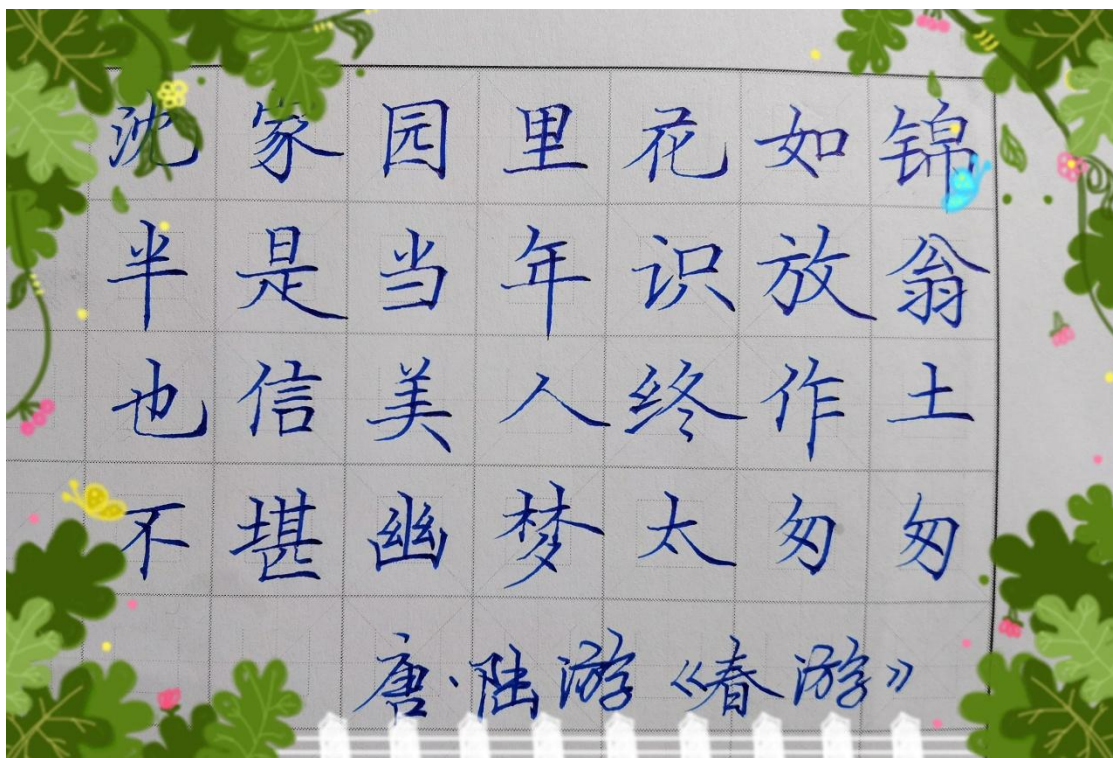 沈家园里花如锦
半是当年识放翁
也信美人终作土
不堪幽梦太匆匆
唐·陆游《春游》